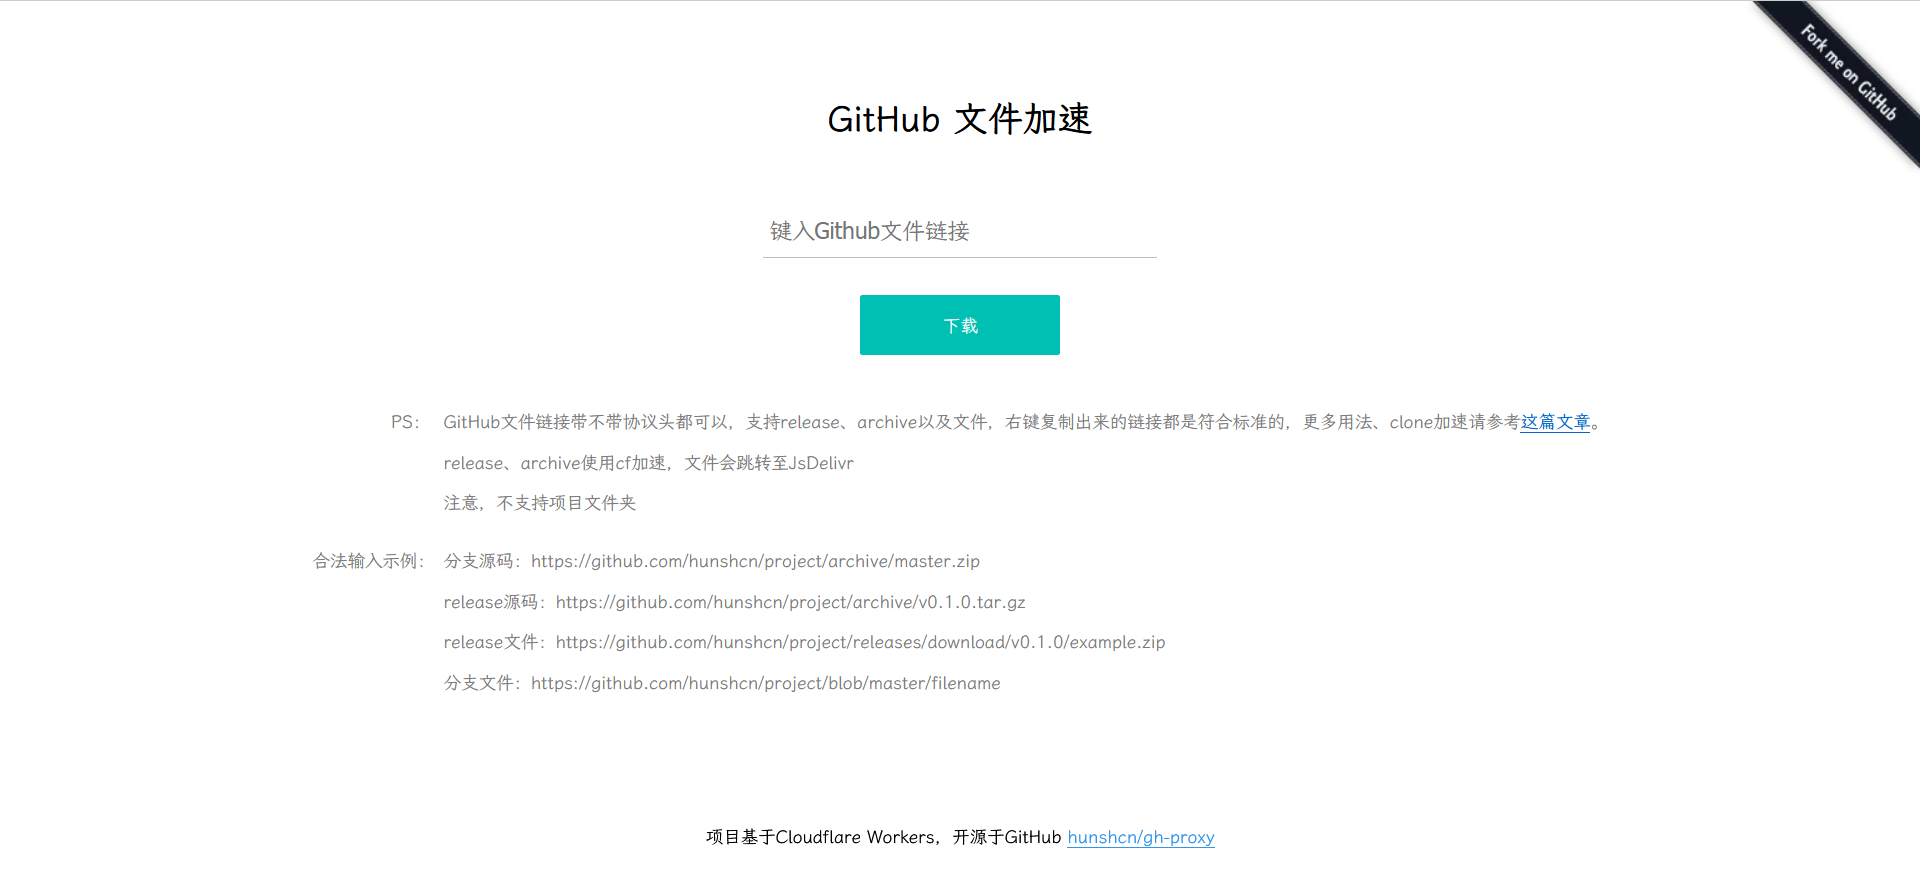 Fork me on GitHub
GitHub 文件加速
键入Github文件链接
下载
PS： GitHub文件链接带不带协议头都可以，支持release、archive以及文件，右键复制出来的链接都是符合标准的，更多用法、clone加速请参考这篇文章。
release、archive使用cf加速，文件会跳转至JsDelivr
注意，不支持项目文件夹
合法输入示例： 分支源码：https://github.com/hunshcn/project/archive/master.zip
release源码：https://github.com/hunshcn/project/archive/v0.1.0.tar.gz
release文件：https://github.com/hunshcn/project/releases/download/v0.1.0/example.zip
分支文件：https://github.com/hunshcn/project/blob/master/filename
项目基于Cloudflare Workers，开源于GitHub hunshcn/gh-proxy